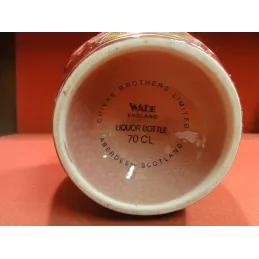 CHIVAS BROTHERS LIMITED
WADE
ENGLAND
LIQUOR BOTTLE
70 CL
ABERDEEN SCOTLAND